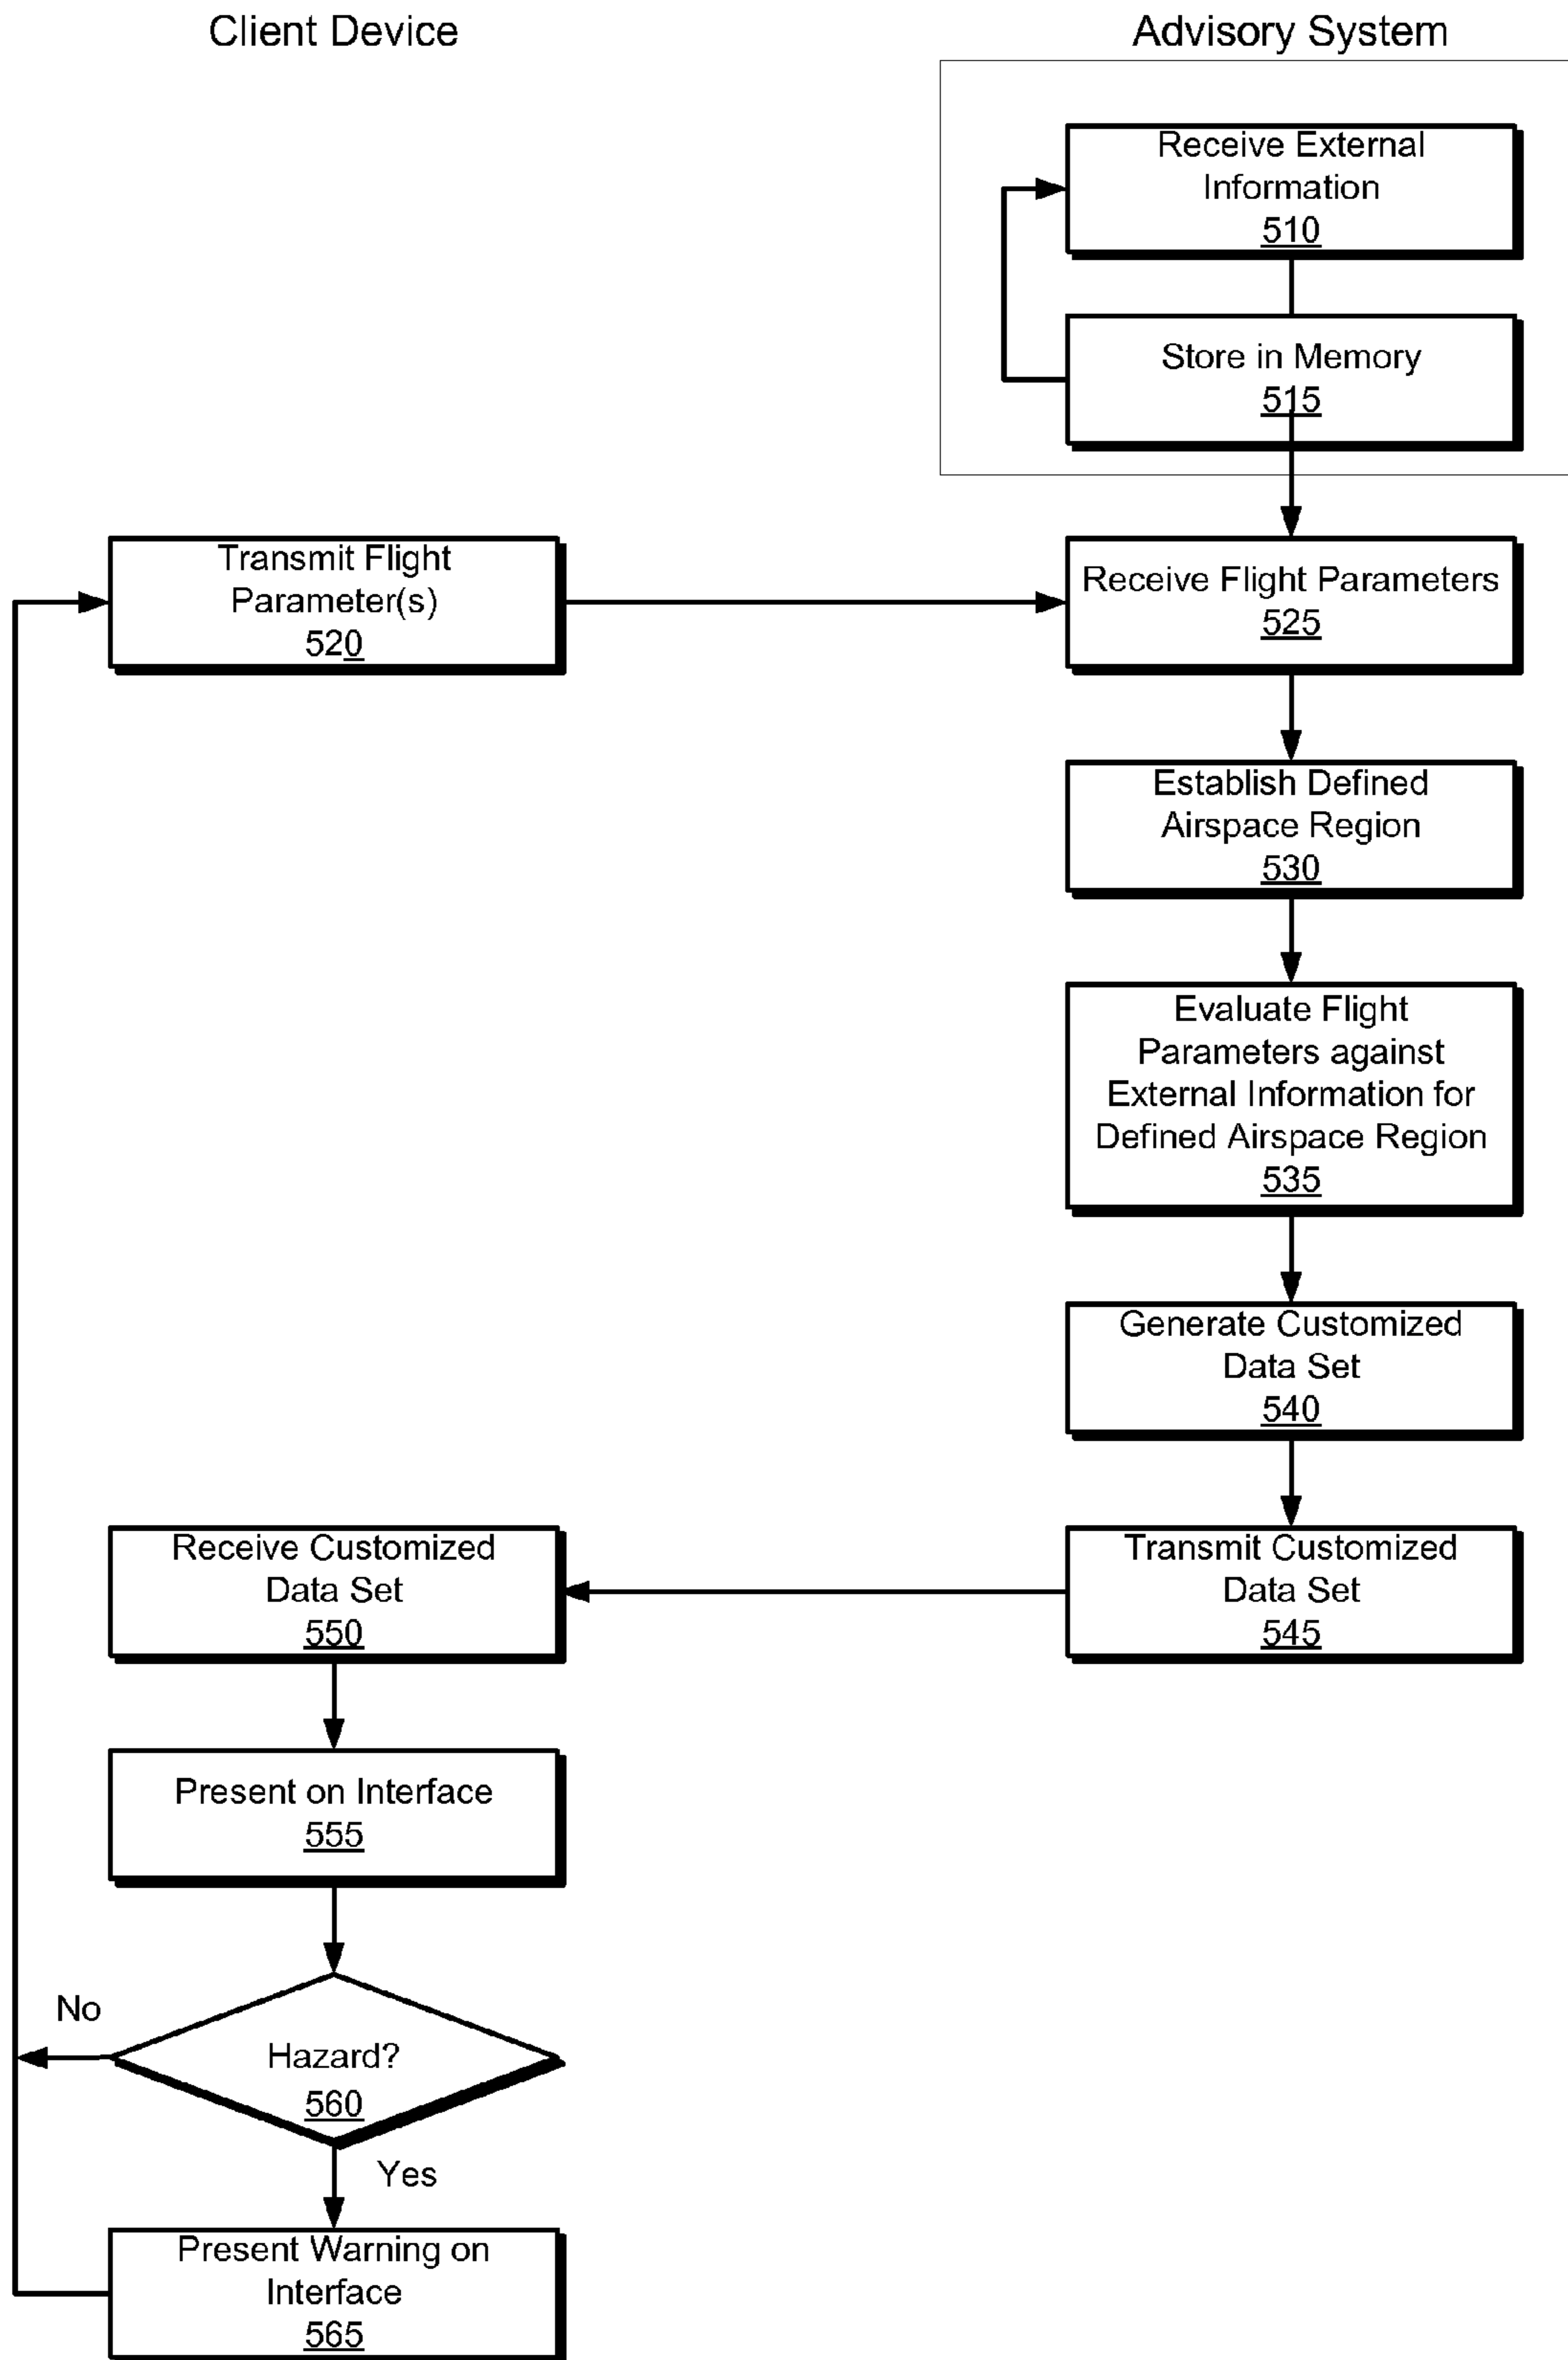 Client Device
Advisory System
Receive External
Information
510
Store in Memory
515
Transmit Flight
Parameter(s)
520
Receive Flight Parameters
525
Establish Defined
Airspace Region
530
Evaluate Flight
Parameters against
External Information for
Defined Airspace Region
535
Generate Customized
Data Set
540
Transmit Customized
Data Set
545
Receive Customized
Data Set
550
Present on Interface
555
No
Hazard?
560
Yes
Present Warning on
Interface
565